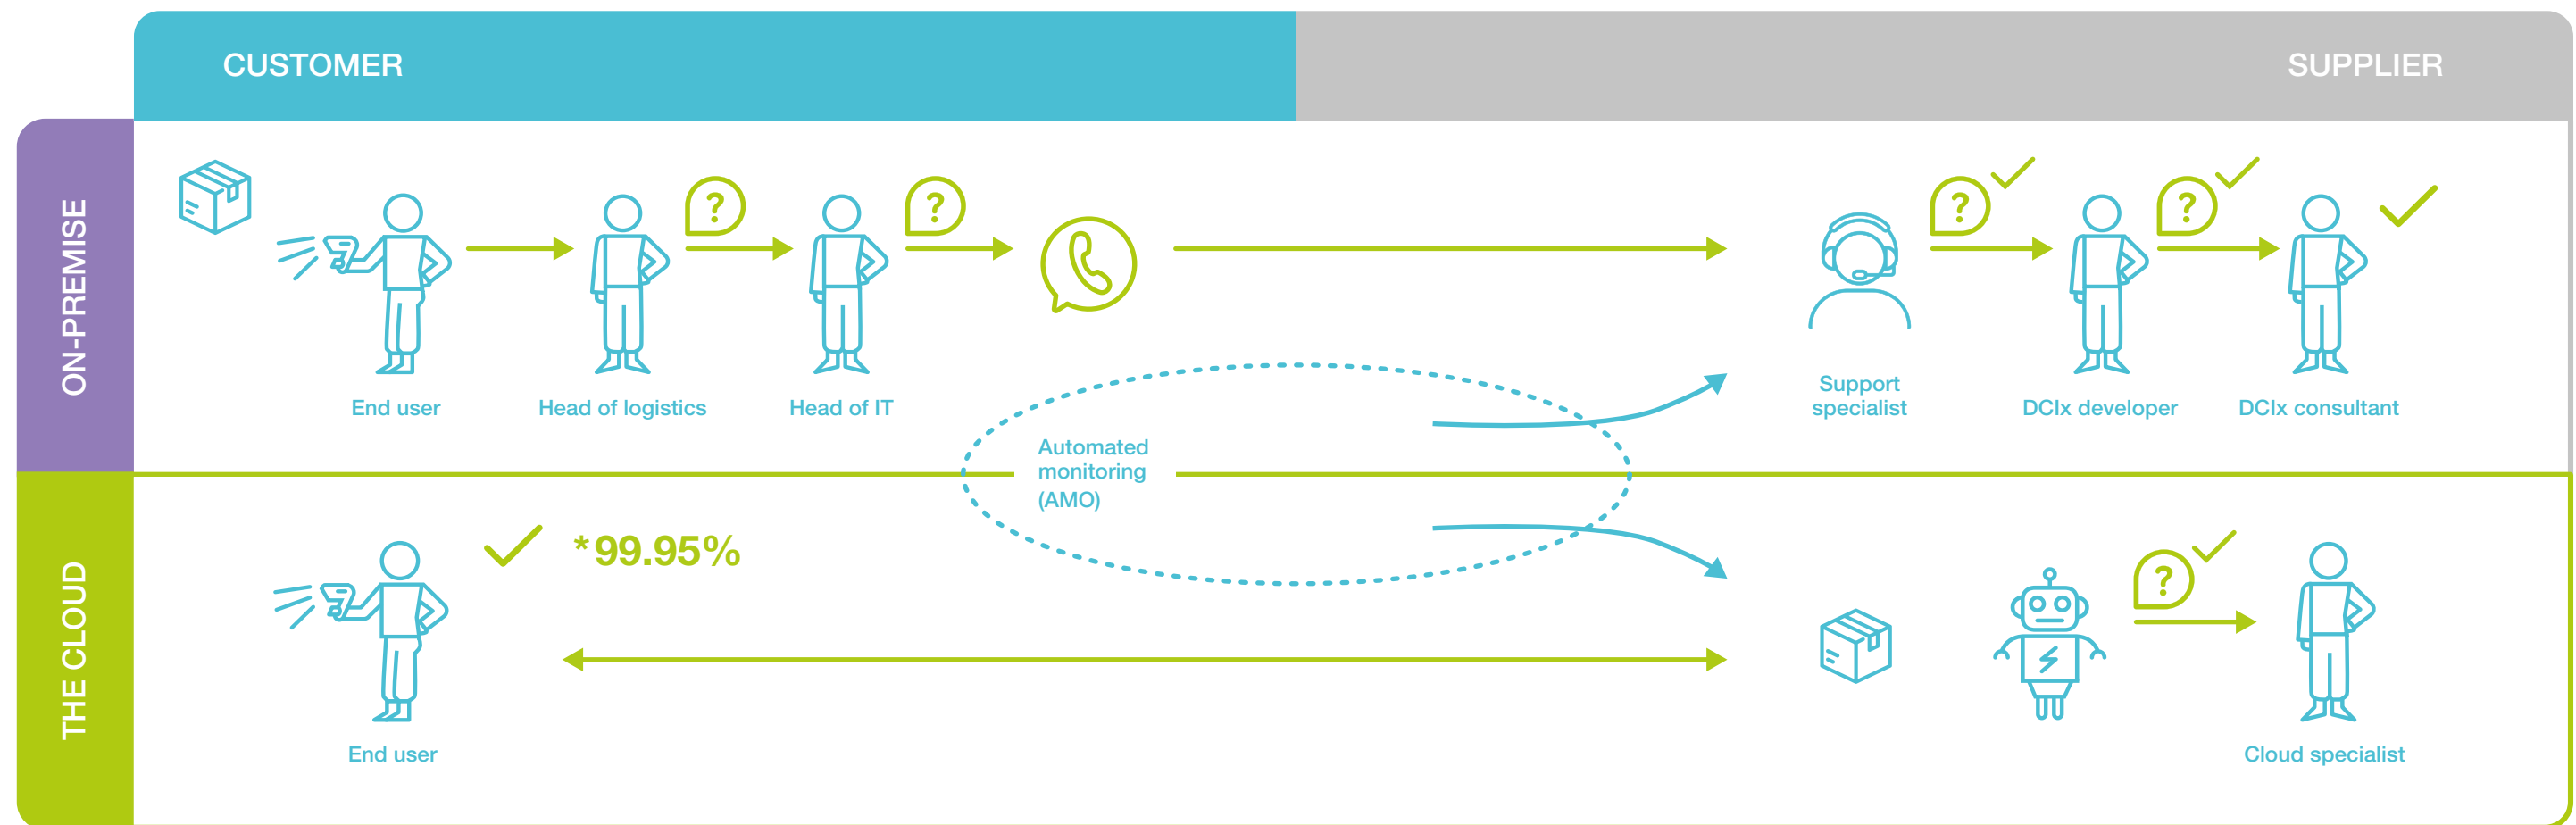 CUSTOMER
SUPPLIER
ON-PREMISE
?
?
?
?
End user
Head of logistics
Head of IT
Support
specialist
DCIx developer
DCIx consultant
Automated
monitoring
(AMO)
THE CLOUD
*99.95%
?
End user
Cloud specialist